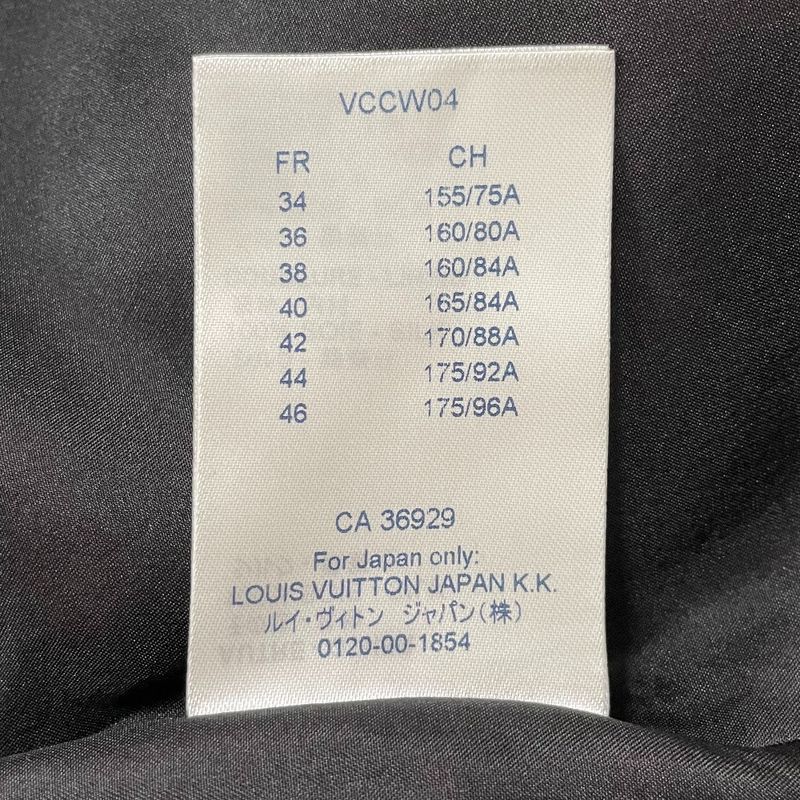 VCCW04
FR CH
34 155/75A
36 160/80A
38 160/84A
40 165/84A
42 170/88A
44 175/92A
46 175/96A
CA 36929
For Japan only:
LOUIS VUITTON JAPAN K.K.
ルイ・ヴィトン ジャパン(株)
0120-00-1854